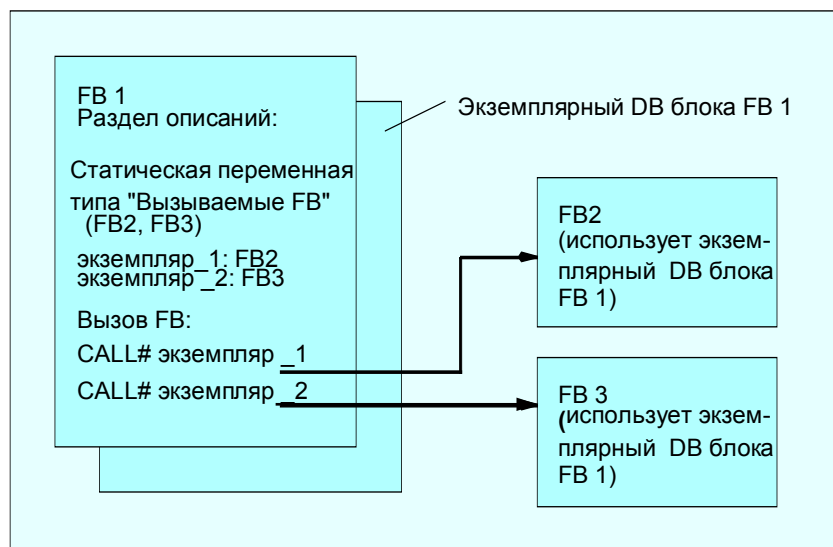 FB 1
Раздел описаний:
Статическая переменная
типа "Вызываемые FB"
(FB2, FB3)
экземпляр_1: FB2
экземпляр _2: FB3
Вызов FB:
CALL# экземпляр _1
CALL# экземпляр _2
Экземплярный DB блока FB 1
FB2
(использует экзем-
плярный DB блока
FB 1)
FB 3
(использует экзем-
плярный DB блока
FB 1)